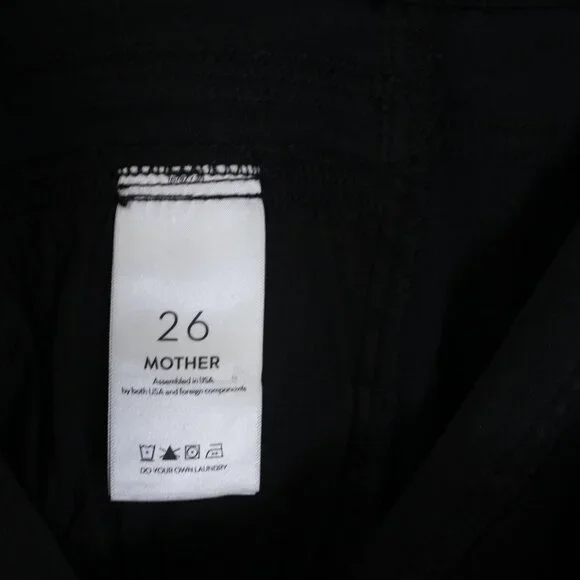 26
MOTHER
Assembled in USA
by both USA and foreign components
DO YOUR OWN LAUNDRY